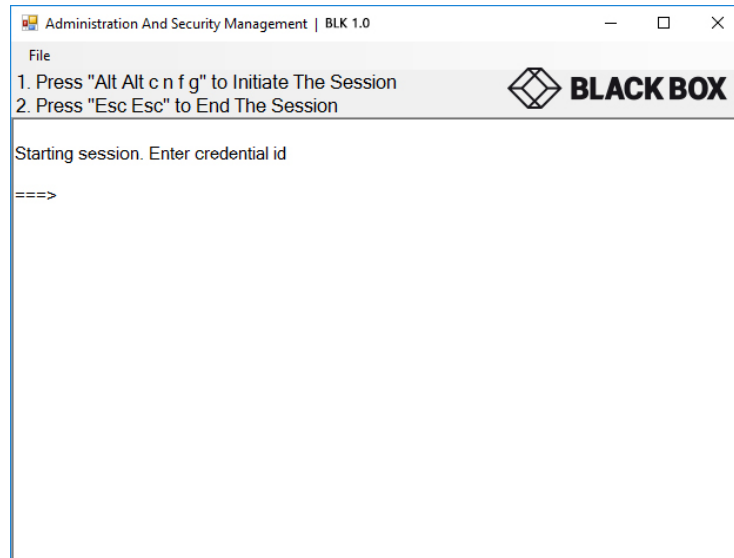 Administration And Security Management | BLK 1.0
File
1. Press "Alt Alt c n f g" to Initiate The Session
2. Press "Esc Esc" to End The Session
BLACK BOX
Starting session. Enter credential id
===>